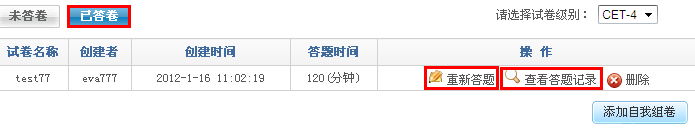 未答卷 已答卷 请选择试卷级别： CET-4
试卷名称 创建者 创建时间 答题时间 操 作
test77 eva777 2012-1-16 11:02:19 120(分钟) 重新答题 查看答题记录 删除
添加自我组卷